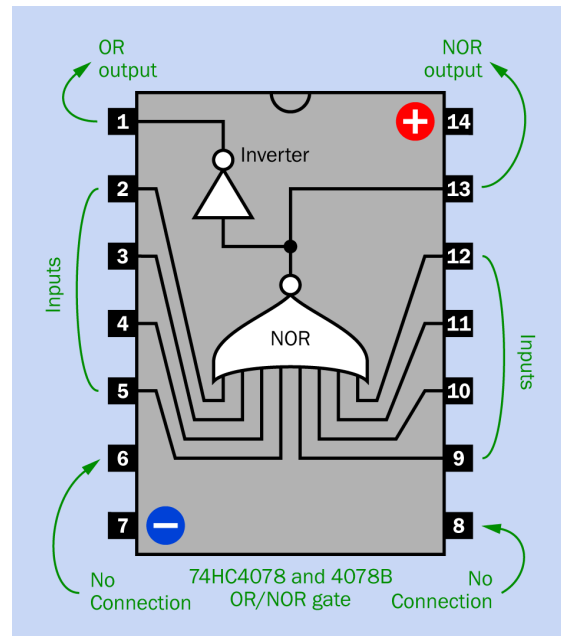 OR
output
NOR
output
1
14
Inverter
2
13
3
12
Inputs
4
11
Inputs
NOR
5
10
6
9
7
8
No
Connection
74HC4078 and 4078B
OR/NOR gate
No
Connection